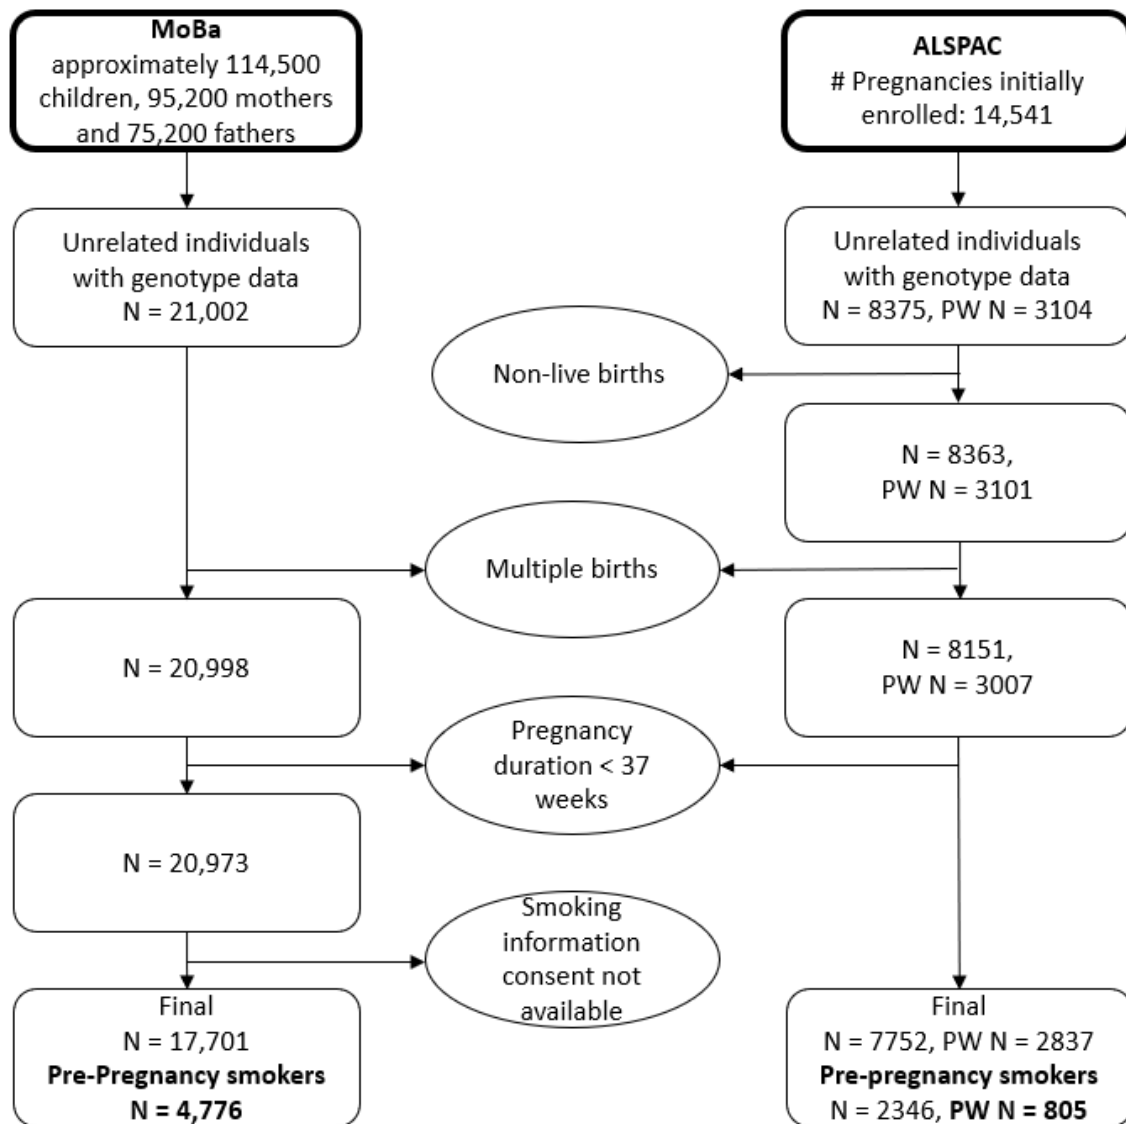 MoBa
approximately 114,500
children, 95,200 mothers
and 75,200 fathers
ALSPAC
# Pregnancies initially
enrolled: 14,541
Unrelated individuals
with genotype data
N = 21,002
Unrelated individuals
with genotype data
N = 8375, PW N = 3104
Non-live births
N = 8363,
PW N = 3101
Multiple births
N = 20,998
N = 8151,
PW N = 3007
Pregnancy
duration < 37
weeks
N = 20,973
Smoking
information
consent not
available
Final
N = 17,701
Pre-Pregnancy smokers
N = 4,776
Final
N = 7752, PW N = 2837
Pre-pregnancy smokers
N = 2346, PW N = 805